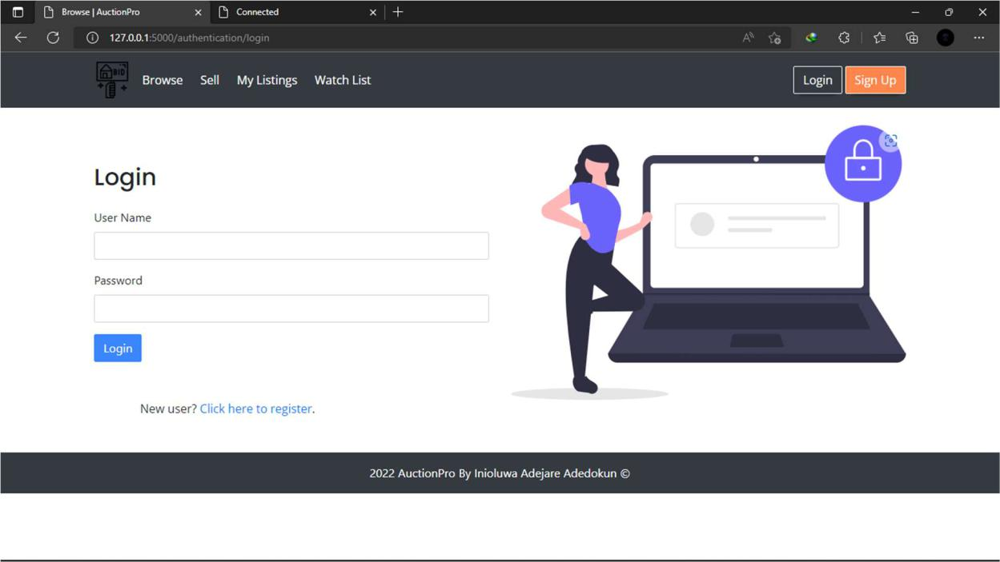 Browse | AuctionPro
Connected
127.0.0.1:5000/authentication/login
BID
Browse
Sell
My Listings
Watch List
Login
Sign Up
Login
User Name
Password
Login
New user? Click here to register.
2022 AuctionPro By Inioluwa Adejare Adedokun ©